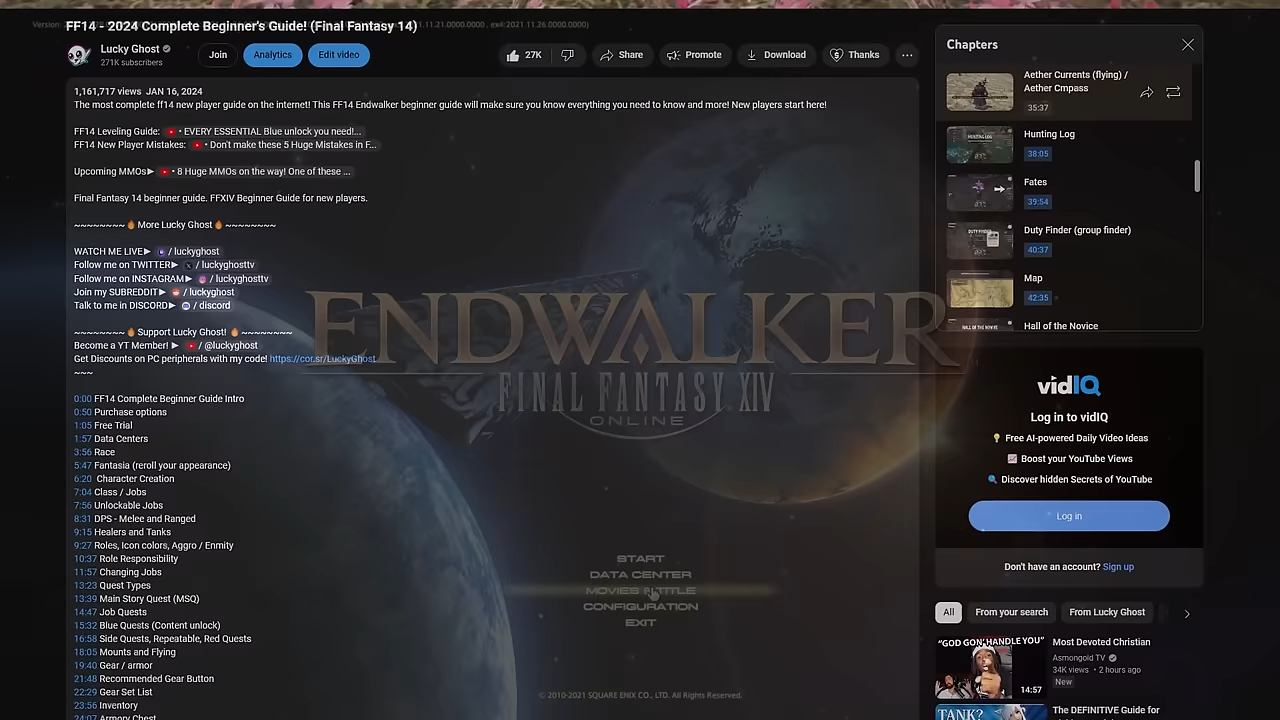 FF14 - 2024 Complete Beginner's Guide! (Final Fantasy 14)
Lucky Ghost
271K subscribers
Join
Analytics
Edit video
27K
Share
Promote
Download
Thanks
1,161,717 views JAN 16, 2024
The most complete ff14 new player guide on the internet! This FF14 Endwalker beginner guide will make sure you know everything you need to know and more! New players start here!
FF14 Leveling Guide: • EVERY ESSENTIAL Blue unlock you need!...
FF14 New Player Mistakes: • Don't make these 5 Huge Mistakes in F...
Upcoming MMOs► • 8 Huge MMOs on the way! One of these ...
Final Fantasy 14 beginner guide. FFXIV Beginner Guide for new players.
~~~~~~~~🔥More Lucky Ghost🔥~~~~~~~~
WATCH ME LIVE► / luckyghost
Follow me on TWITTER► / luckyghosttv
Follow me on INSTAGRAM► / luckyghosttv
Join my SUBREDDIT► / luckyghost
Talk to me in DISCORD► / discord
~~~~~~~~🔥Support Lucky Ghost!🔥~~~~~~~~
Become a YT Member! ► / @luckyghost
Get Discounts on PC peripherals with my code! https://cor.sr/LuckyGhost
~~~
0:00 FF14 Complete Beginner Guide Intro
0:50 Purchase options
1:05 Free Trial
1:57 Data Centers
3:56 Race
5:47 Fantasia (reroll your appearance)
6:20 Character Creation
7:04 Class / Jobs
7:56 Unlockable Jobs
8:31 DPS - Melee and Ranged
9:15 Healers and Tanks
9:27 Roles, Icon colors, Aggro / Enmity
10:37 Role Responsibility
11:57 Changing Jobs
13:23 Quest Types
13:39 Main Story Quest (MSQ)
14:47 Job Quests
15:32 Blue Quests (Content unlock)
16:58 Side Quests, Repeatable, Red Quests
18:05 Mounts and Flying
19:40 Gear / armor
21:48 Recommended Gear Button
22:29 Gear Set List
23:56 Inventory
24:07 Armory Chest
ENDWALKER
FINAL FANTASY XIV
ONLINE
START
DATA CENTER
MOVIES & TITLE
CONFIGURATION
EXIT
© 2010-2021 SQUARE ENIX CO., LTD. All Rights Reserved.
Chapters
Aether Currents (flying) /
Aether Cmpass
35:37
Hunting Log
38:05
Fates
39:54
Duty Finder (group finder)
40:37
Map
42:35
Hall of the Novice
vidIQ
Log in to vidIQ
Free AI-powered Daily Video Ideas
Boost your YouTube Views
Discover hidden Secrets of YouTube
Log in
Don't have an account? Sign up
All
From your search
From Lucky Ghost
"GOD GON' HANDLE YOU"
14:57
Most Devoted Christian
Asmongold TV
34K views • 2 hours ago
New
TANK?
The DEFINITIVE Guide for